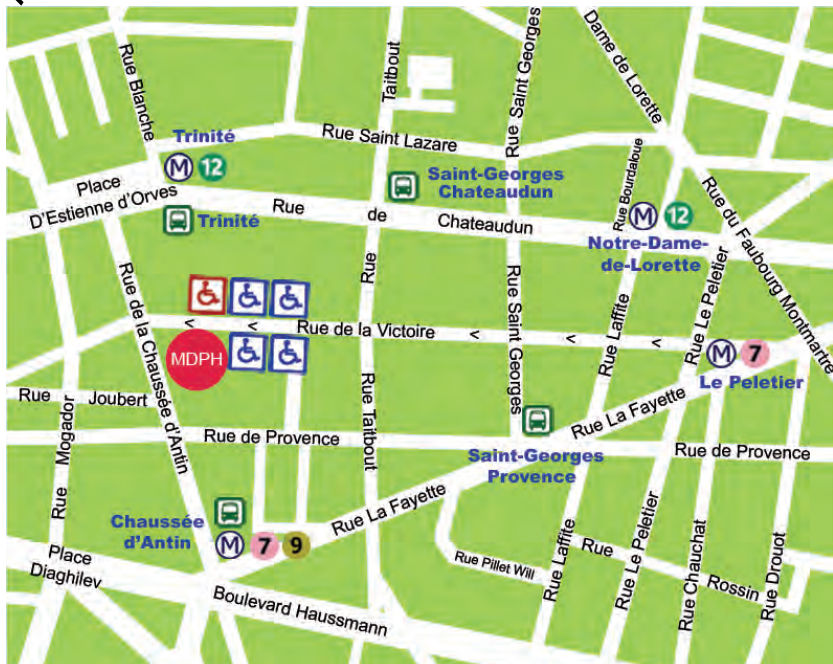 Rue Blanche
Taitbout
Rue Saint Georges
Dame de Lorette
Trinité
M 12
Rue Saint Lazare
Saint-Georges
Chateaudun
Rue Bourdaloue
Place
D'Estienne d'Orves
Trinité
Rue de Chateaudun
M 12
Notre-Dame-
de-Lorette
Rue du Faubourg Montmartre
Rue de la Chaussée d'Antin
Rue
Rue Saint Georges
Rue Laffite
Rue Le Peletier
< < Rue de la Victoire < < <
MDPH
M 7
Le Peletier
Rue Joubert
Rue Mogador
Rue Taitbout
Rue La Fayette
Rue de Provence
Saint-Georges
Provence
Rue de Provence
Chaussée
d'Antin
M 7 9
Rue La Fayette
Place
Diaghilev
Boulevard Haussmann
Rue Pillet Will
Rue Laffite
Rue Le Peletier
Rue Rossin
Rue Chauchat
Rue Drouot